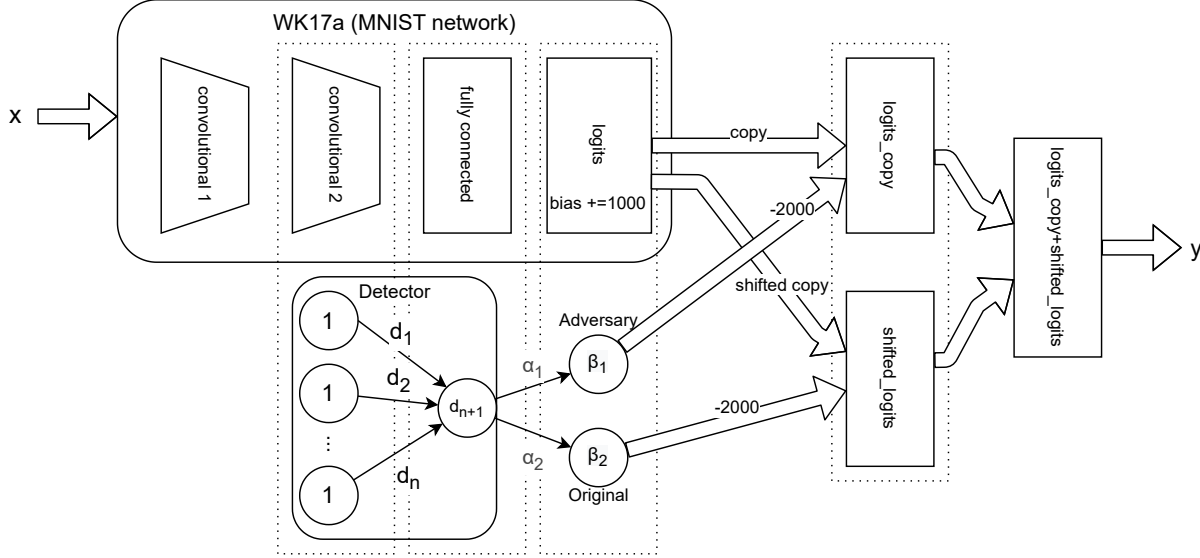 WK17a (MNIST network)
x
convolutional 1
convolutional 2
fully connected
logits
bias +=1000
copy
-2000
shifted copy
logits_copy
shifted_logits
logits_copy+shifted_logits
y
Detector
1
1
...
1
d1
d2
dn
dn+1
α1
α2
Adversary
β1
β2
Original
-2000